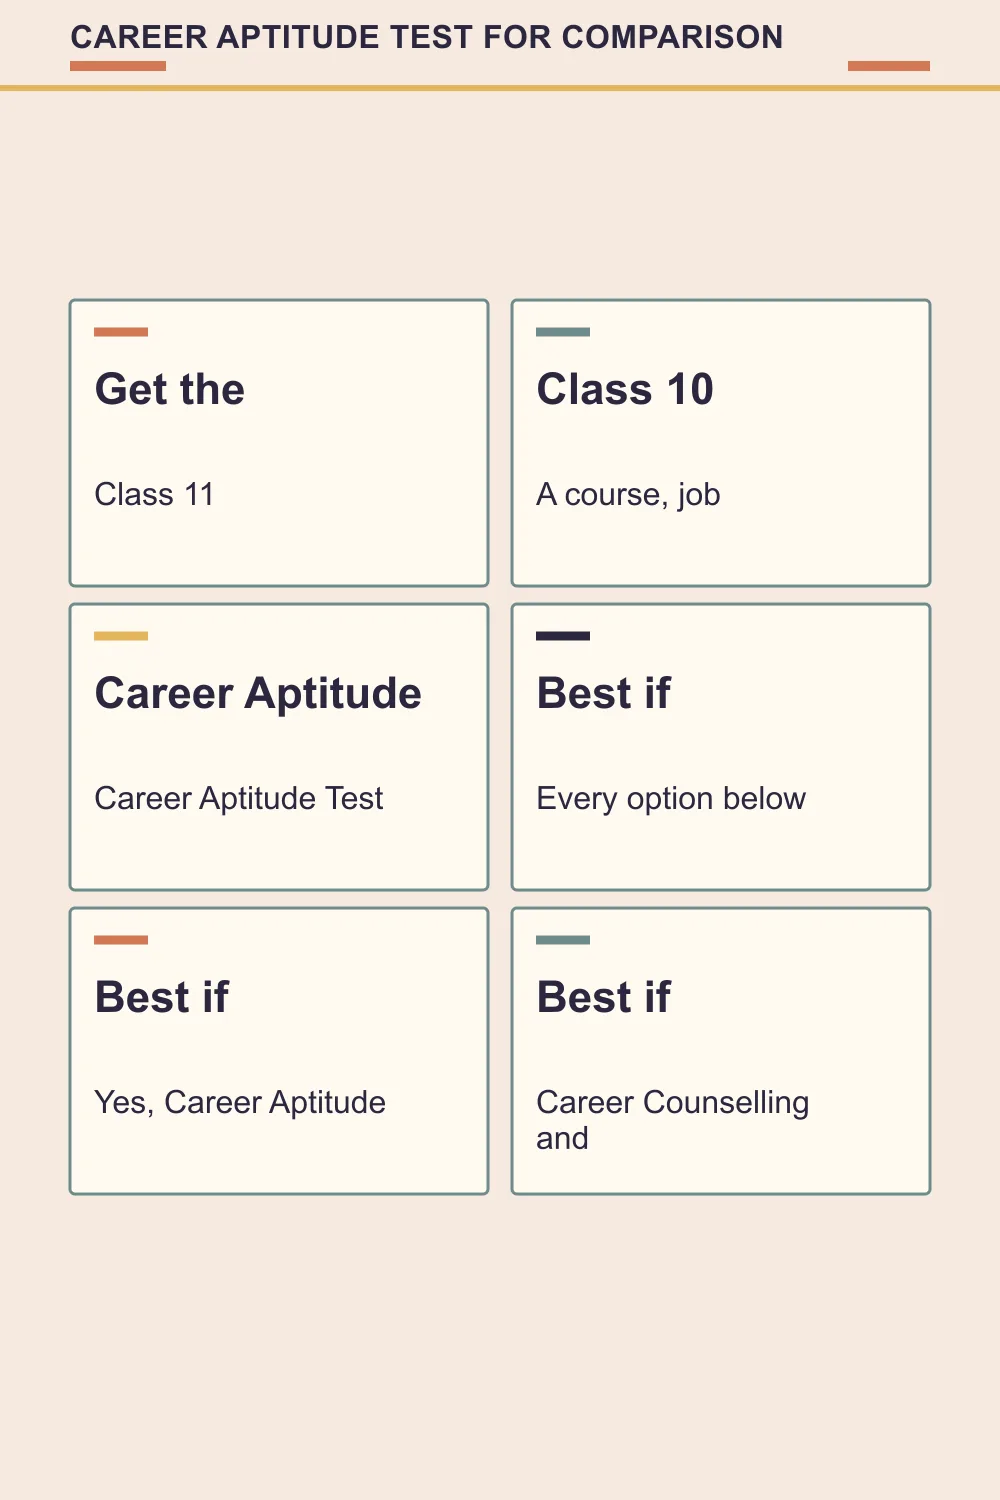 CAREER APTITUDE TEST FOR COMPARISON
Get the
Class 11
Class 10
A course, job
Career Aptitude
Career Aptitude Test
Best if
Every option below
Best if
Yes, Career Aptitude
Best if
Career Counselling
and